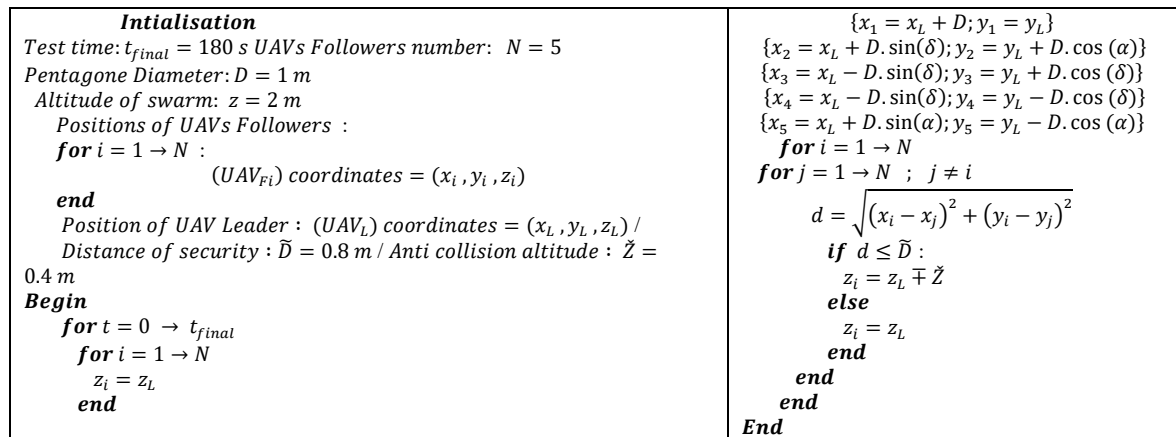 Intialisation
Test time: t_final = 180 s UAVs Followers number: N = 5
Pentagone Diameter: D = 1 m
Altitude of swarm: z = 2 m
Positions of UAVs Followers :
for i = 1 → N :
(UAV_Fi) coordinates = (x_i , y_i , z_i)
end
Position of UAV Leader : (UAV_L) coordinates = (x_L , y_L , z_L) /
Distance of security : D̃ = 0.8 m / Anti collision altitude : Ž =
0.4 m
Begin
for t = 0 → t_final
for i = 1 → N
z_i = z_L
end
{x_1 = x_L + D; y_1 = y_L}
{x_2 = x_L + D. sin(δ); y_2 = y_L + D. cos (α)}
{x_3 = x_L − D. sin(δ); y_3 = y_L + D. cos (δ)}
{x_4 = x_L − D. sin(δ); y_4 = y_L − D. cos (δ)}
{x_5 = x_L + D. sin(α); y_5 = y_L − D. cos (α)}
for i = 1 → N
for j = 1 → N ; j ≠ i
d = √((x_i − x_j)² + (y_i − y_j)²)
if d ≤ D̃ :
z_i = z_L ∓ Ž
else
z_i = z_L
end
end
end
End